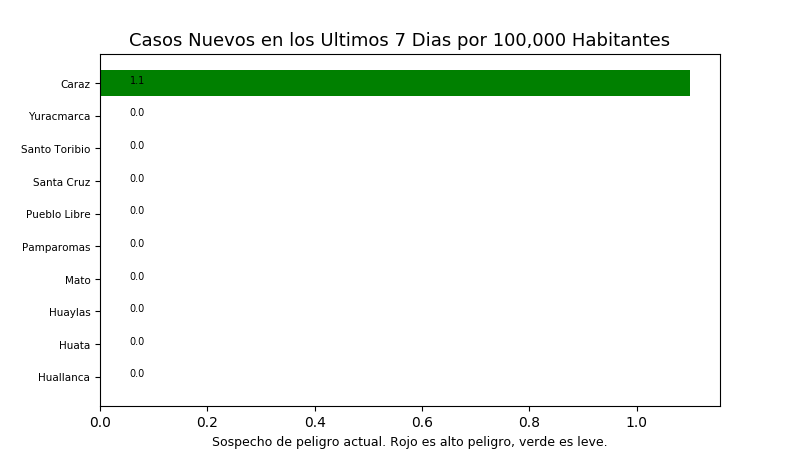 Casos Nuevos en los Ultimos 7 Dias por 100,000 Habitantes
Caraz 1.1
Yuracmarca 0.0
Santo Toribio 0.0
Santa Cruz 0.0
Pueblo Libre 0.0
Pamparomas 0.0
Mato 0.0
Huaylas 0.0
Huata 0.0
Huallanca 0.0
0.0 0.2 0.4 0.6 0.8 1.0
Sospecho de peligro actual. Rojo es alto peligro, verde es leve.